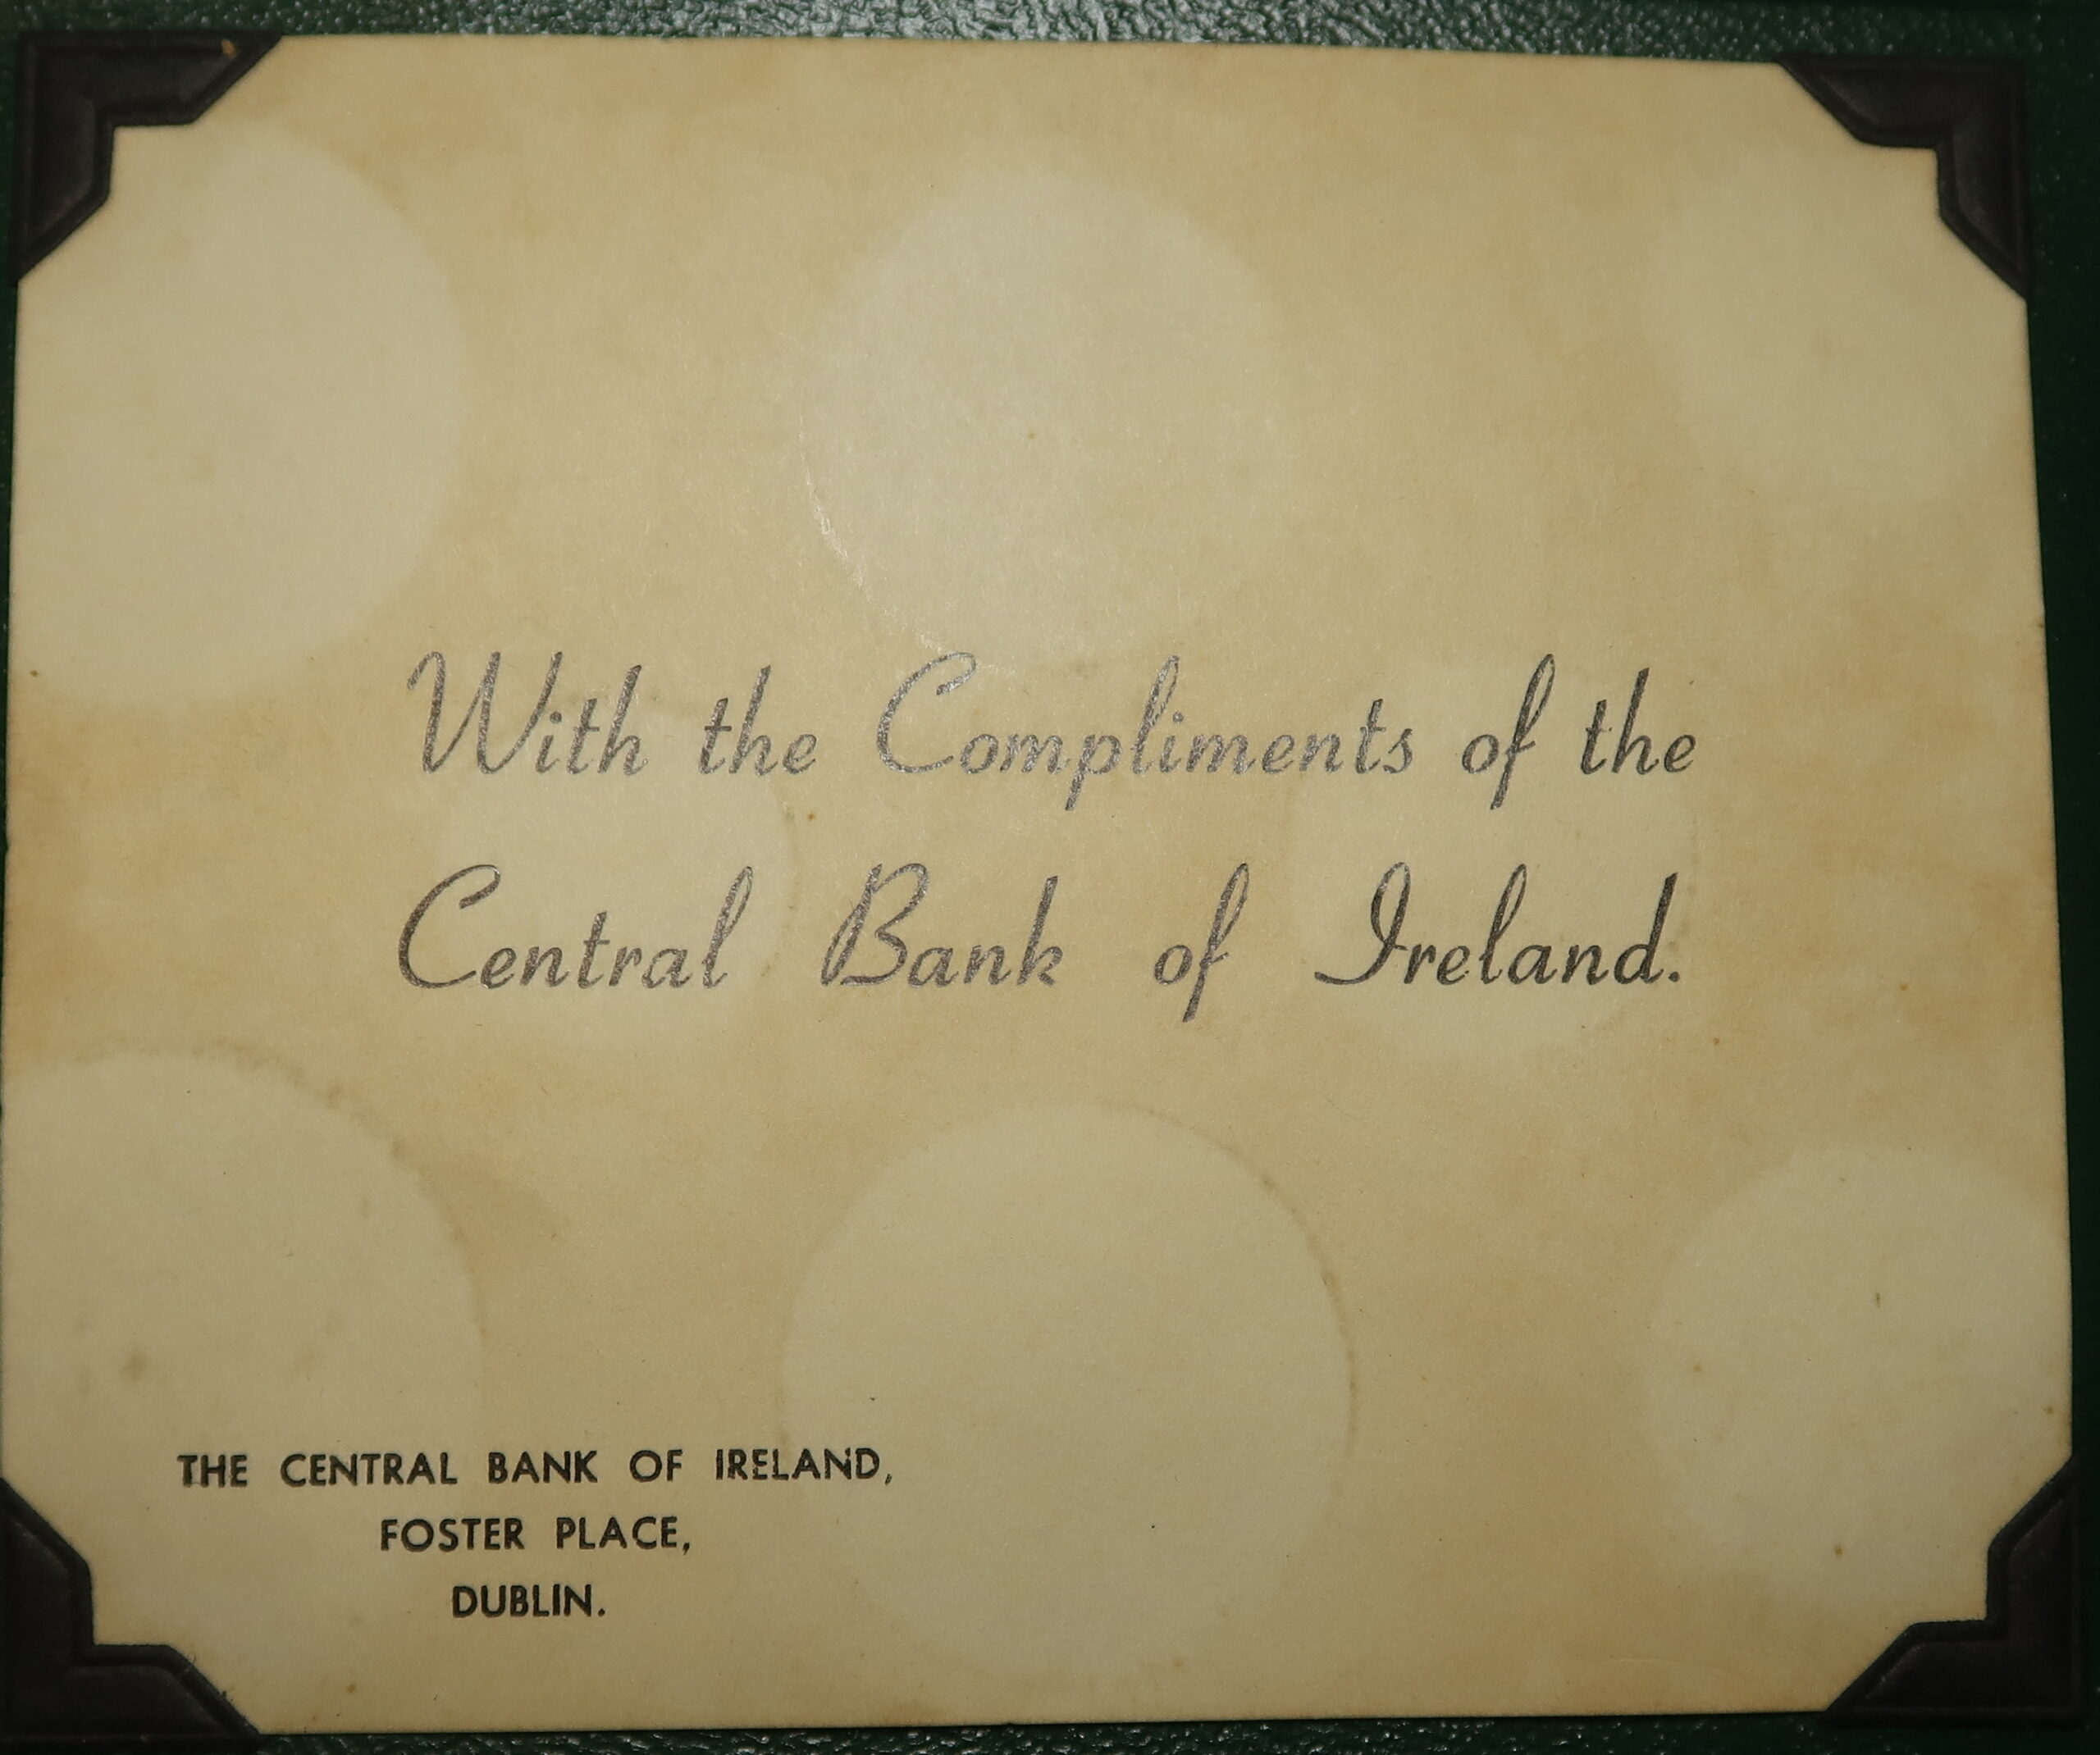 With the Compliments of the
Central Bank of Ireland.
THE CENTRAL BANK OF IRELAND,
FOSTER PLACE,
DUBLIN.